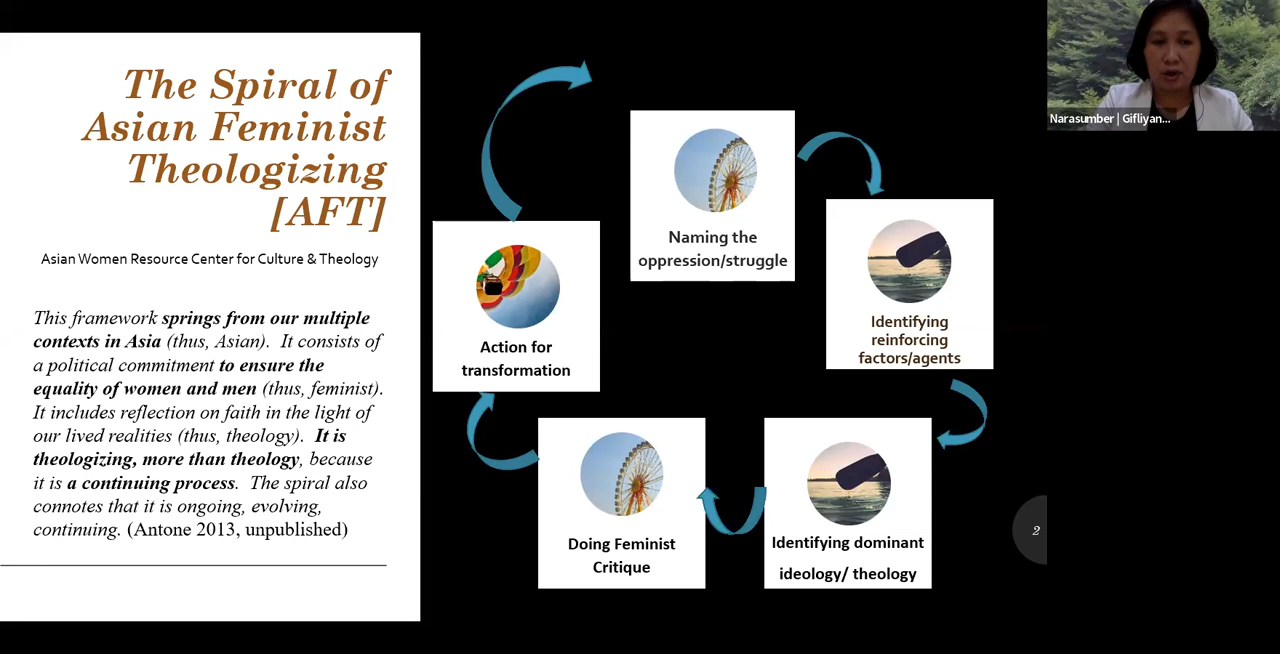 The Spiral of
Asian Feminist
Theologizing
[AFT]
Asian Women Resource Center for Culture & Theology
This framework springs from our multiple
contexts in Asia (thus, Asian). It consists of
a political commitment to ensure the
equality of women and men (thus, feminist).
It includes reflection on faith in the light of
our lived realities (thus, theology). It is
theologizing, more than theology, because
it is a continuing process. The spiral also
connotes that it is ongoing, evolving,
continuing. (Antone 2013, unpublished)
Naming the
oppression/struggle
Identifying
reinforcing
factors/agents
Identifying dominant
ideology/ theology
Doing Feminist
Critique
Action for
transformation
2
Narasumber | Gifliyan...